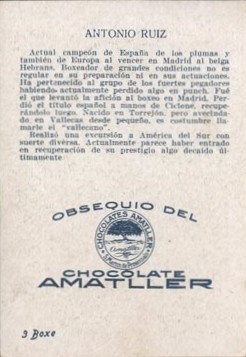 ANTONIO RUIZ
Actual campeón de España de los plumas y
también de Europa al vencer en Madrid al belga
Hebrans. Boxeador de grandes condiciones no es
regular en su preparación ni en sus actuaciones.
Ha pertenecido al grupo de los fuertes pegadores
habiendo actualmente perdido algo en punch. Fué
el que levantó la afición al boxeo en Madrid. Per-
dió el título español a manos de Ciclone, recupe-
rándolo luego. Nacido en Torrejón, pero avecinda-
do en Vallecas desde pequeño, es costumbre lla-
marle el "vallecano".
Realizó una excursión a América del Sur con
suerte diversa. Actualmente parece haber entrado
en recuperación de su prestigio algo decaído úl-
timamente
OBSEQUIO DEL
CHOCOLATES AMATLLER
CHOCOLATE
AMATLLER
3 Boxe